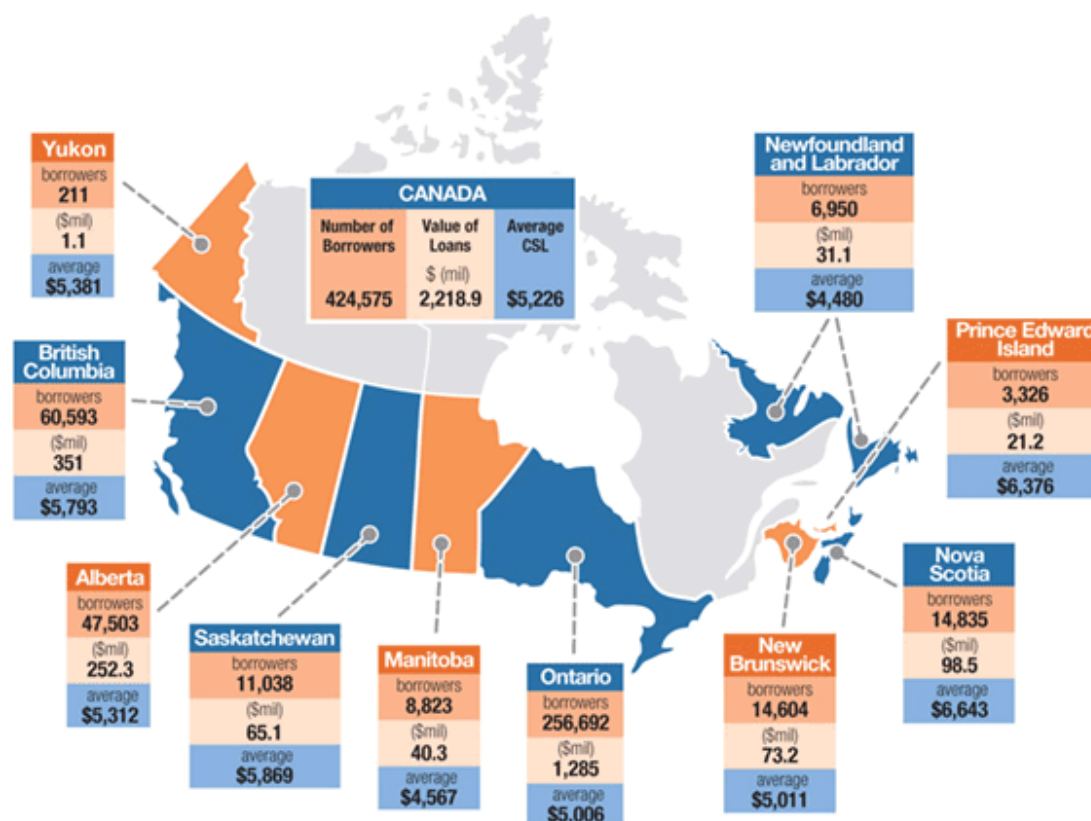 Yukon
borrowers
211
($mil)
1.1
average
$5,381
CANADA
Number of Borrowers
Value of Loans
$ (mil)
Average CSL
424,575
2,218.9
$5,226
Newfoundland
and Labrador
borrowers
6,950
($mil)
31.1
average
$4,480
British
Columbia
borrowers
60,593
($mil)
351
average
$5,793
Prince Edward
Island
borrowers
3,326
($mil)
21.2
average
$6,376
Alberta
borrowers
47,503
($mil)
252.3
average
$5,312
Saskatchewan
borrowers
11,038
($mil)
65.1
average
$5,869
Manitoba
borrowers
8,823
($mil)
40.3
average
$4,567
Ontario
borrowers
256,692
($mil)
1,285
average
$5,006
New
Brunswick
borrowers
14,604
($mil)
73.2
average
$5,011
Nova
Scotia
borrowers
14,835
($mil)
98.5
average
$6,643